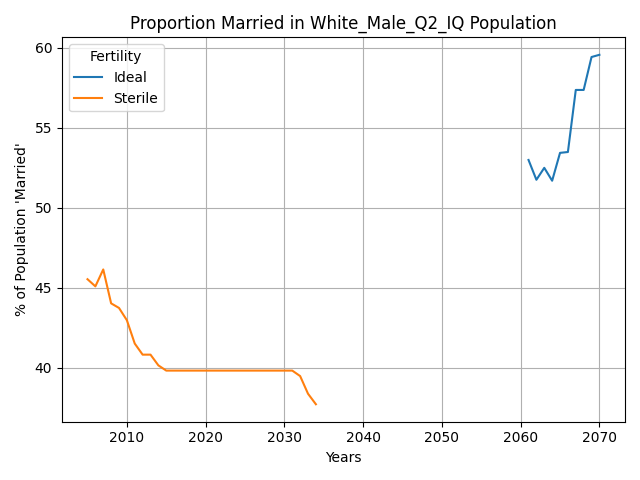 Proportion Married in White_Male_Q2_IQ Population
Fertility
Ideal
Sterile
% of Population 'Married'
60
55
50
45
40
2010 2020 2030 2040 2050 2060 2070
Years